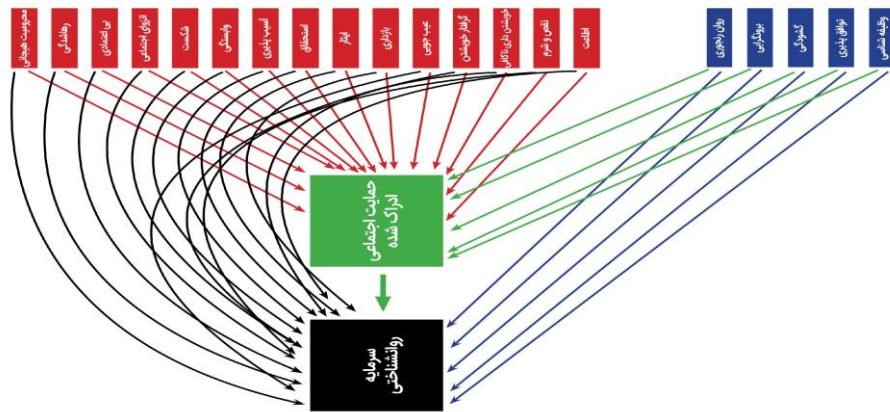 محرومیت هیجانی
رهاشدگی
بی اعتمادی
انزوای اجتماعی
شکست
وابستگی
آسیب پذیری
استحقاق
ایثار
بازداری
عیب جویی
گرفتار خویشتن
خویشتن داری ناکافی
نقص و شرم
اطاعت
روان رنجوری
برونگرایی
گشودگی
توافق پذیری
وظیفه شناسی
حمایت اجتماعی
ادراک شده
سرمایه
روانشناختی